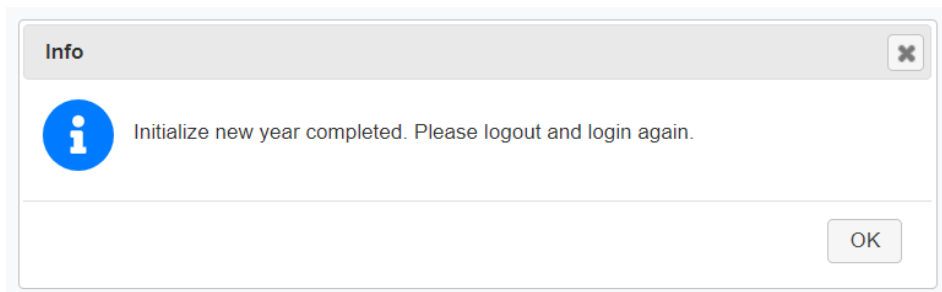 Info
Initialize new year completed. Please logout and login again.
OK